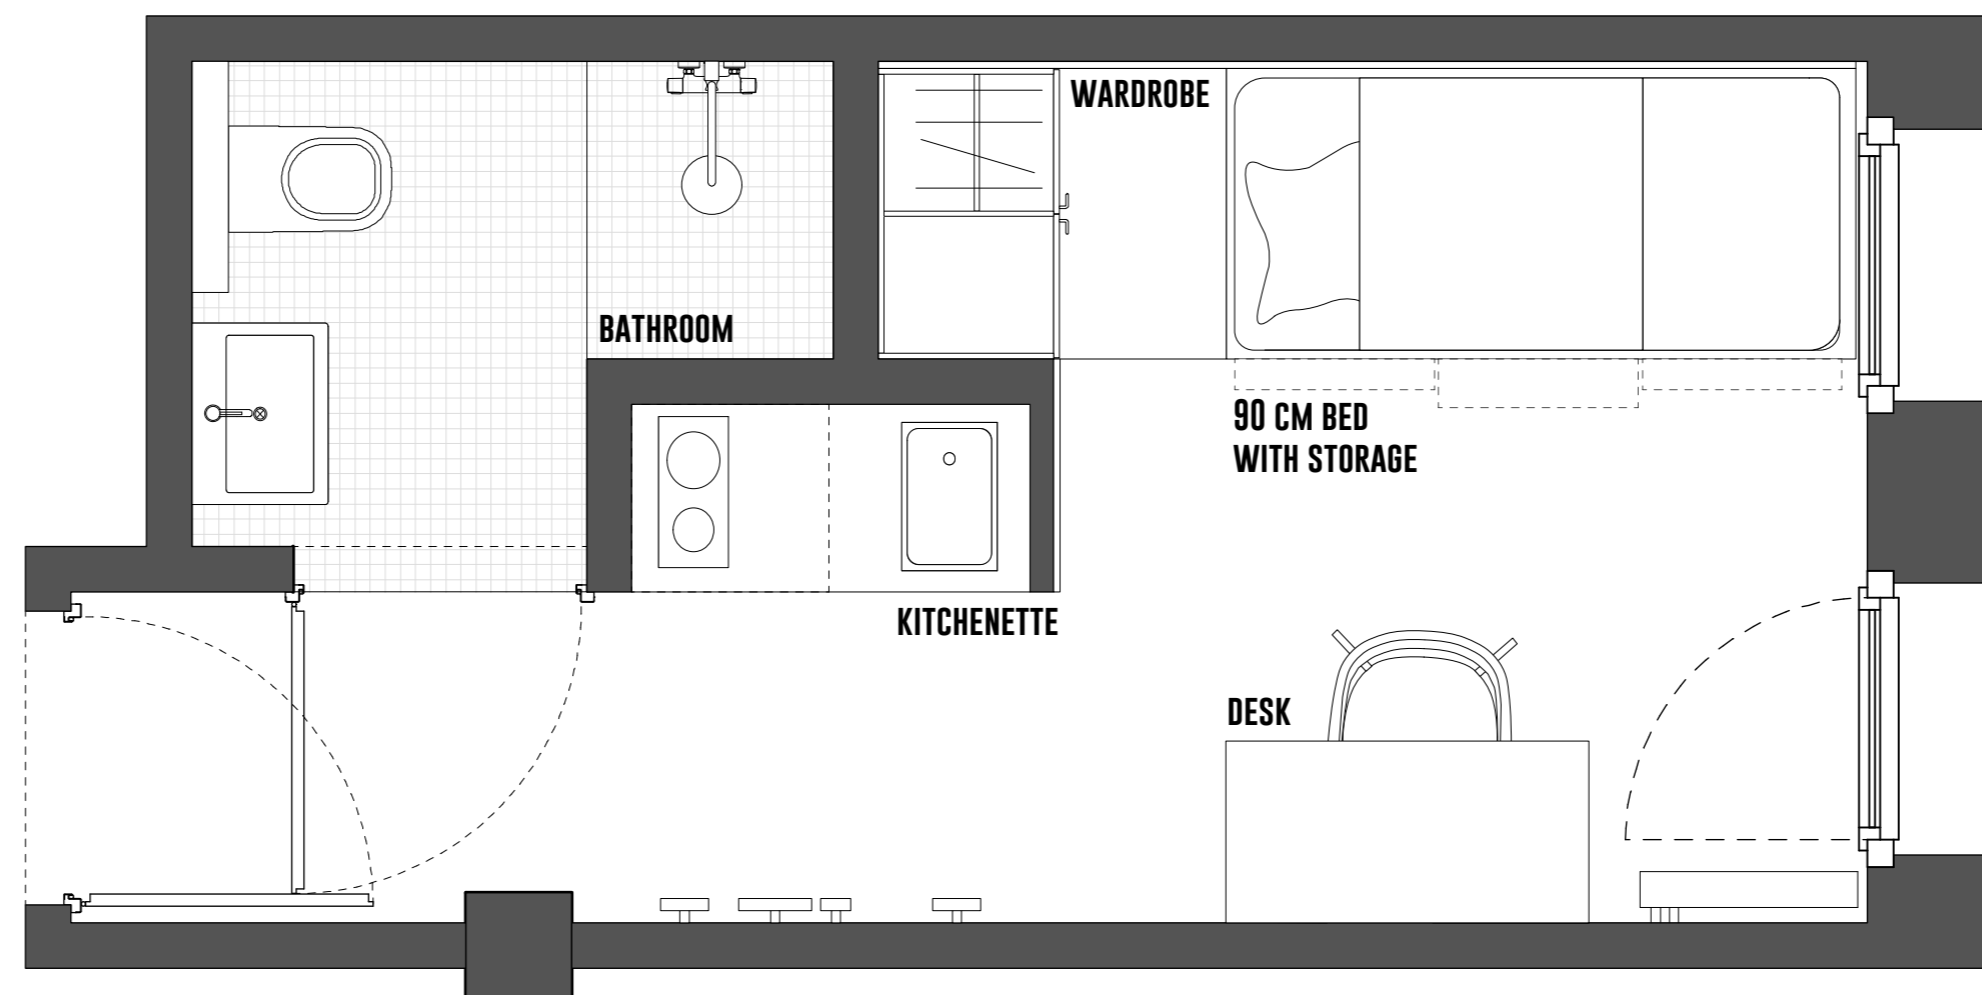 WARDROBE
BATHROOM
90 CM BED
WITH STORAGE
KITCHENETTE
DESK